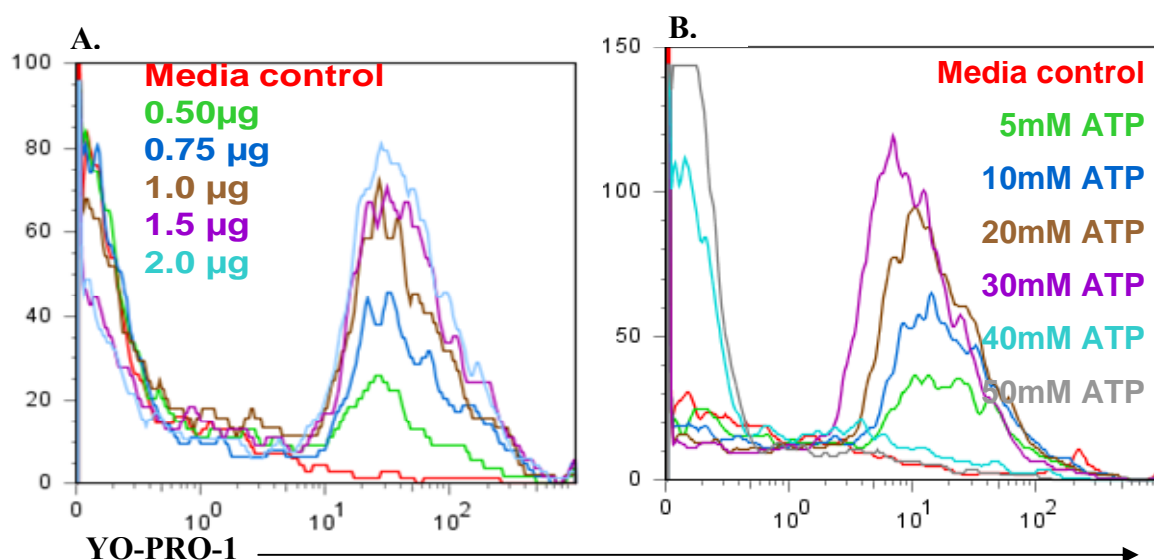 A.
100
80
60
40
20
0
Media control
0.50µg
0.75 µg
1.0 µg
1.5 µg
2.0 µg
0
10⁰
10¹
10²
B.
150
100
50
0
Media control
5mM ATP
10mM ATP
20mM ATP
30mM ATP
40mM ATP
50mM ATP
0
10⁰
10¹
10²
YO-PRO-1